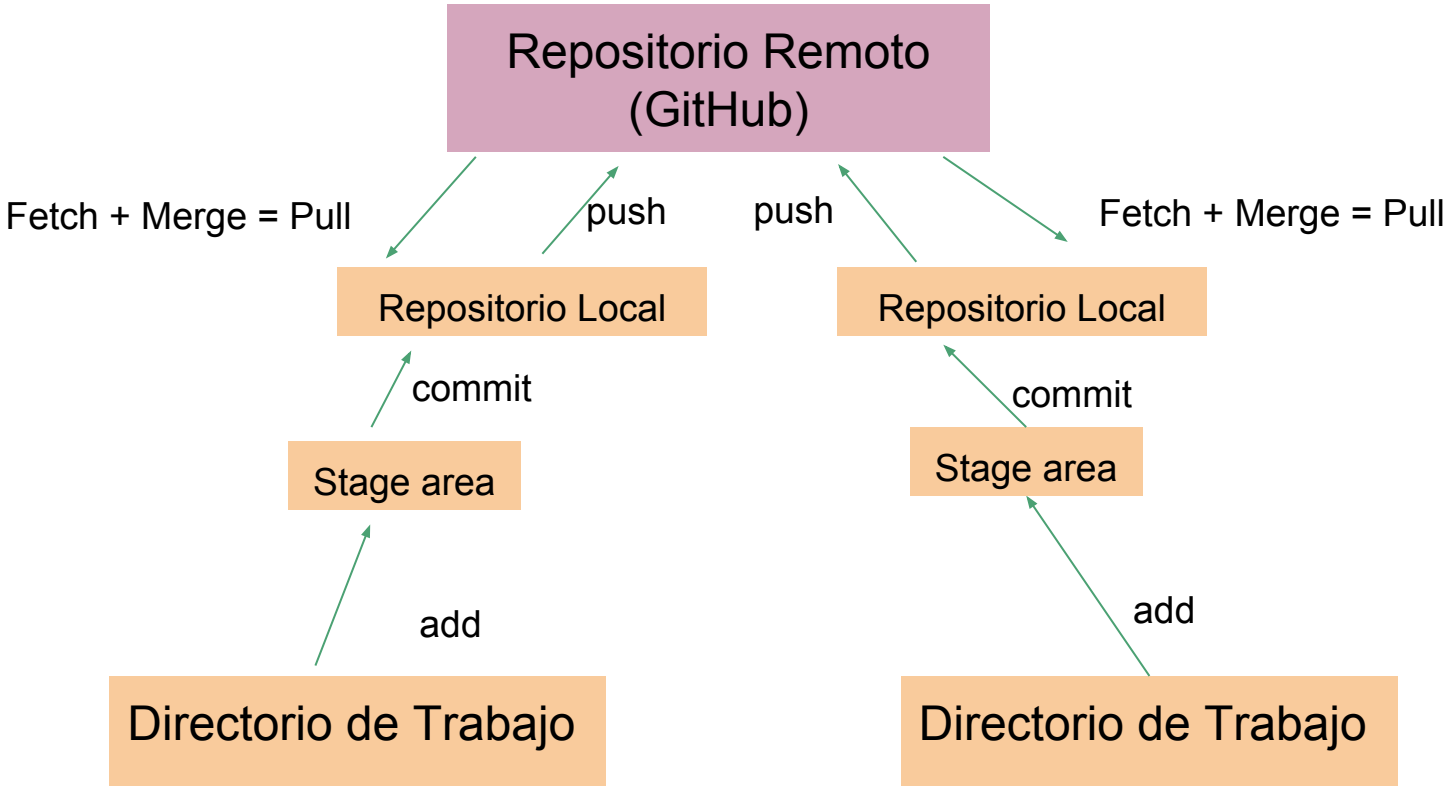 Repositorio Remoto
(GitHub)
Fetch + Merge = Pull
push
push
Fetch + Merge = Pull
Repositorio Local
Repositorio Local
commit
commit
Stage area
Stage area
add
add
Directorio de Trabajo
Directorio de Trabajo